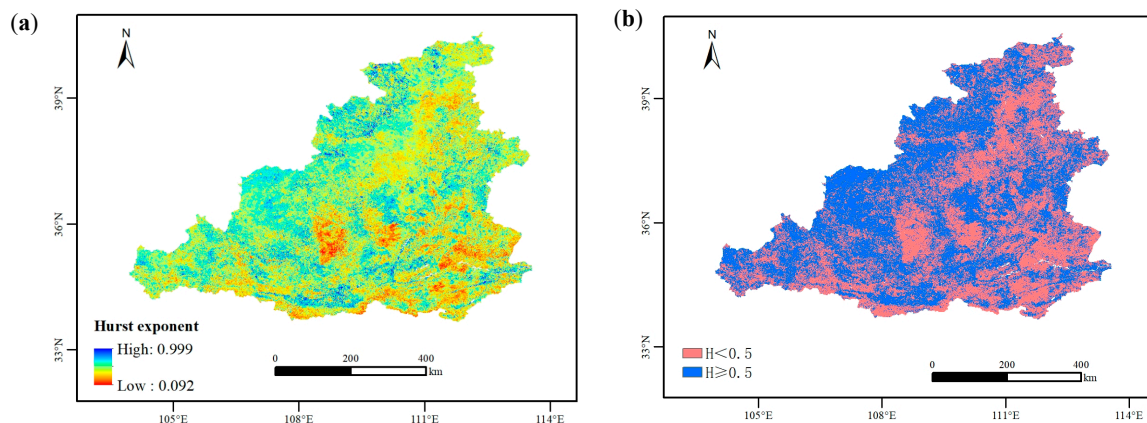 (a)
N
39°N
36°N
33°N
Hurst exponent
High: 0.999
Low : 0.092
0 200 400
km
105°E 108°E 111°E 114°E
(b)
N
39°N
36°N
33°N
H<0.5
H≥0.5
0 200 400
km
105°E 108°E 111°E 114°E